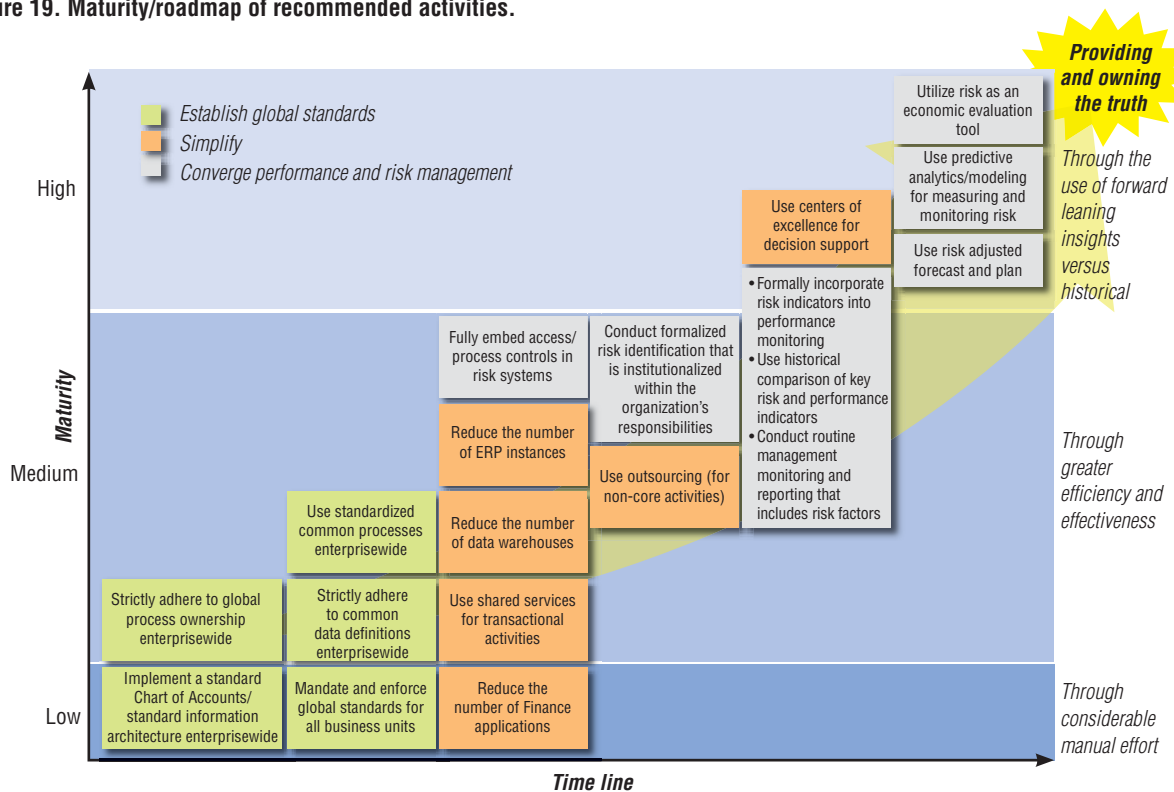 ure 19. Maturity/roadmap of recommended activities.
Providing
and owning
the truth
Establish global standards
Simplify
Converge performance and risk management
High
Medium
Low
Maturity
Utilize risk as an
economic evaluation
tool
Use predictive
analytics/modeling
for measuring and
monitoring risk
Use risk adjusted
forecast and plan
Through the
use of forward
leaning
insights
versus
historical
Use centers of
excellence for
decision support
• Formally incorporate
risk indicators into
performance
monitoring
• Use historical
comparison of key
risk and performance
indicators
• Conduct routine
management
monitoring and
reporting that
includes risk factors
Fully embed access/
process controls in
risk systems
Conduct formalized
risk identification that
is institutionalized
within the
organization's
responsibilities
Reduce the number
of ERP instances
Use outsourcing (for
non-core activities)
Through
greater
efficiency and
effectiveness
Use standardized
common processes
enterprisewide
Reduce the number
of data warehouses
Strictly adhere to global
process ownership
enterprisewide
Strictly adhere
to common
data definitions
enterprisewide
Use shared services
for transactional
activities
Implement a standard
Chart of Accounts/
standard information
architecture enterprisewide
Mandate and enforce
global standards for
all business units
Reduce the
number of Finance
applications
Through
considerable
manual effort
Time line